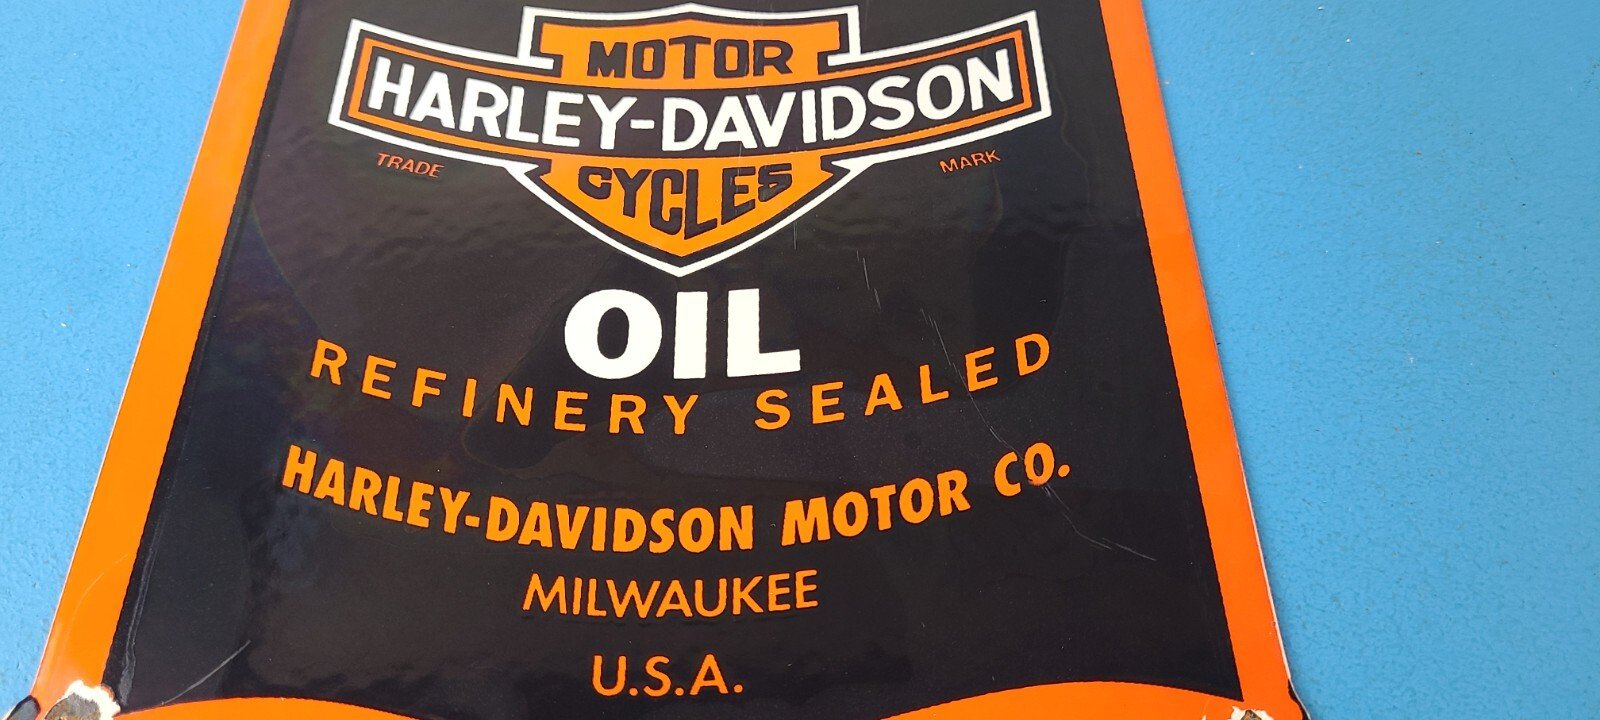 MOTOR
HARLEY-DAVIDSON
TRADE MARK
CYCLES
OIL
REFINERY SEALED
HARLEY-DAVIDSON MOTOR CO.
MILWAUKEE
U.S.A.